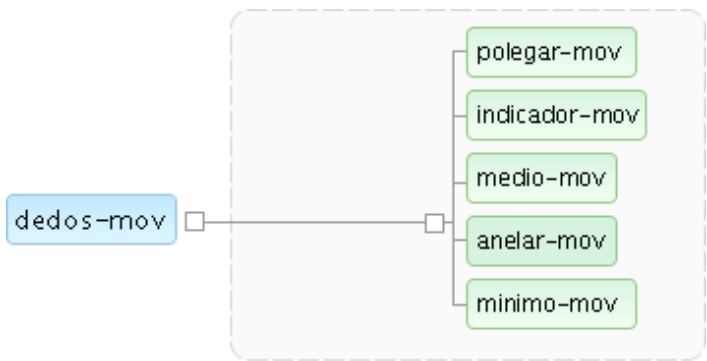 polegar-mov
indicador-mov
medio-mov
dedos-mov
anelar-mov
minimo-mov